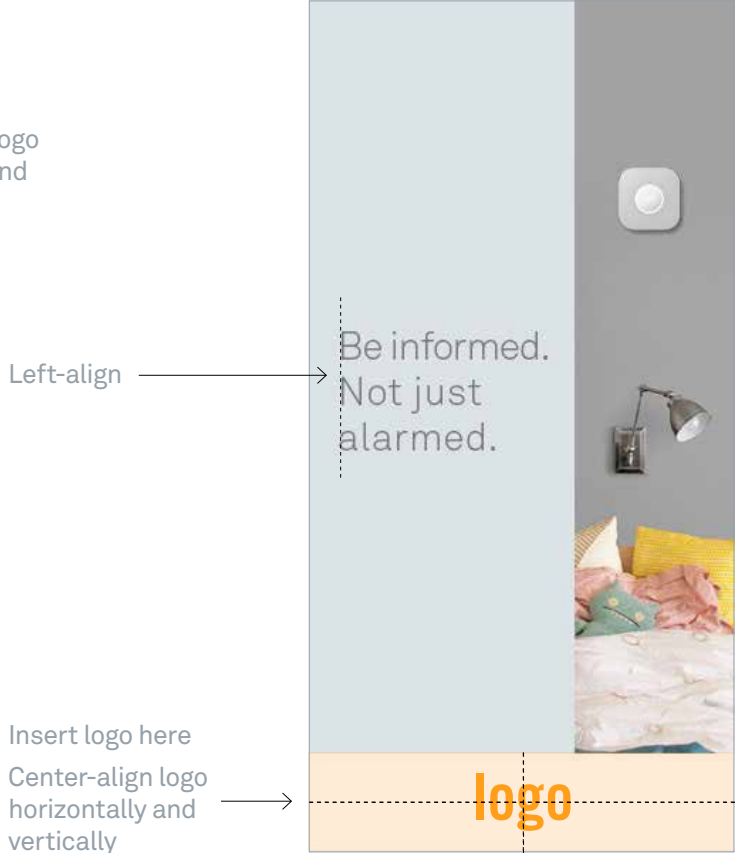 Be informed.
Not just
alarmed.
Left-align
Insert logo here
Center-align logo
horizontally and
vertically
logo